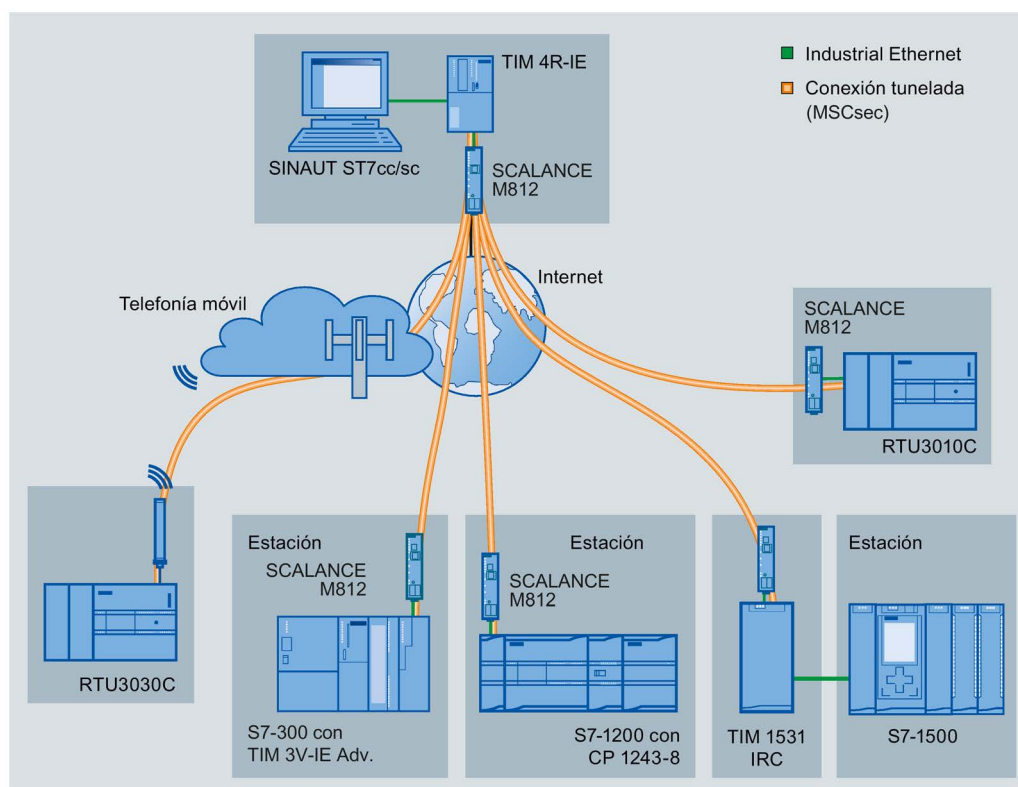 TIM 4R-IE
Industrial Ethernet
Conexión tunelada
(MSCsec)
SINAUT ST7cc/sc
SCALANCE
M812
Internet
Telefonía móvil
SCALANCE
M812
RTU3010C
RTU3030C
Estación
SCALANCE
M812
S7-300 con
TIM 3V-IE Adv.
Estación
SCALANCE
M812
S7-1200 con
CP 1243-8
TIM 1531
IRC
Estación
S7-1500